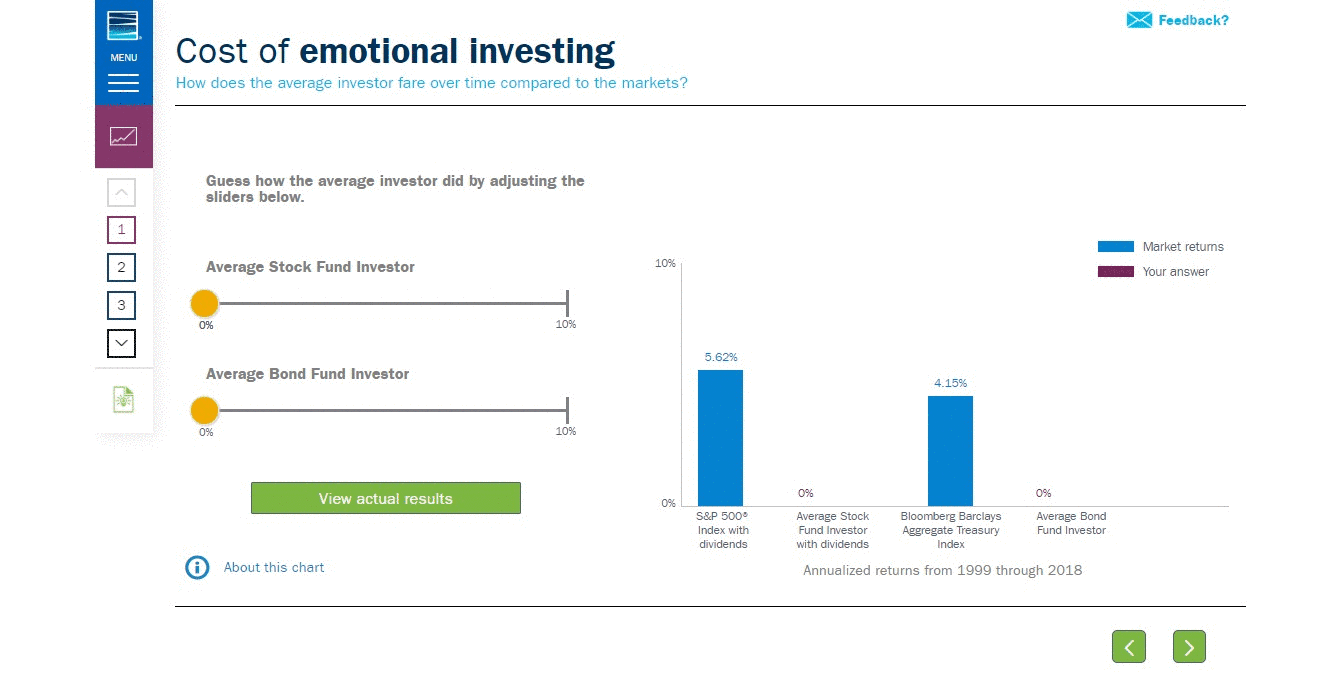 MENU
Feedback?
Cost of emotional investing
How does the average investor fare over time compared to the markets?
1
2
3
Guess how the average investor did by adjusting the
sliders below.
Average Stock Fund Investor
0%
10%
Average Bond Fund Investor
0%
10%
View actual results
About this chart
Market returns
Your answer
10%
0%
5.62%
0%
4.15%
0%
S&P 500®
Index with
dividends
Average Stock
Fund Investor
with dividends
Bloomberg Barclays
Aggregate Treasury
Index
Average Bond
Fund Investor
Annualized returns from 1999 through 2018